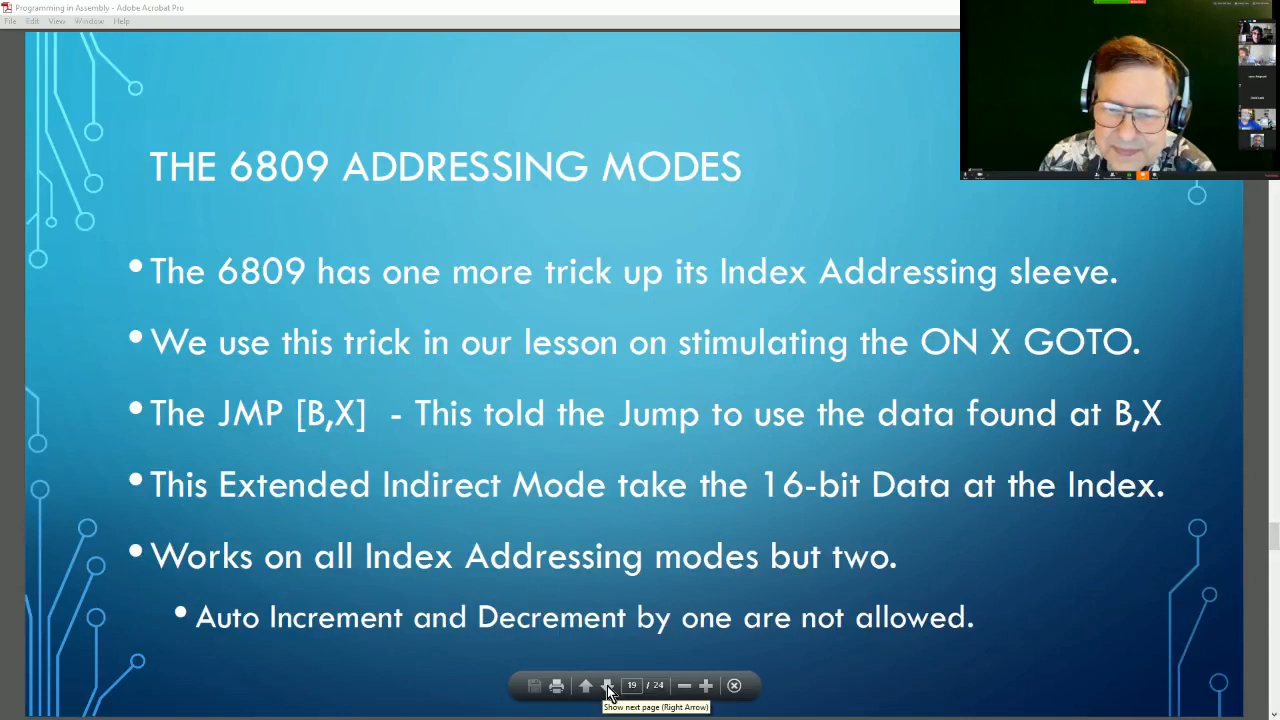 Programming in Assembly - Adobe Acrobat Pro
File Edit View Window Help
THE 6809 ADDRESSING MODES
• The 6809 has one more trick up its Index Addressing sleeve.
• We use this trick in our lesson on stimulating the ON X GOTO.
• The JMP [B,X] - This told the Jump to use the data found at B,X
• This Extended Indirect Mode take the 16-bit Data at the Index.
• Works on all Index Addressing modes but two.
• Auto Increment and Decrement by one are not allowed.
19 / 24
Show next page (Right Arrow)